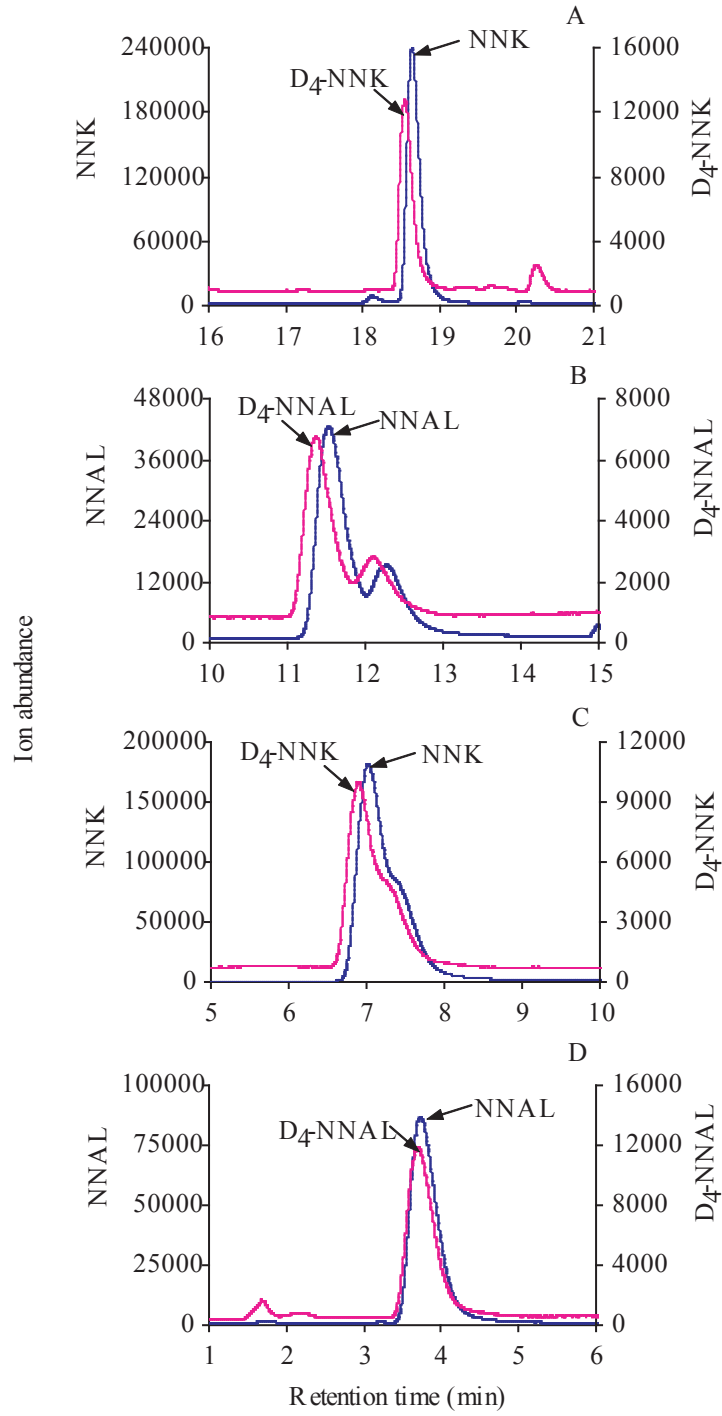 A
240000
180000
120000
60000
0
NNK
NNK
D4-NNK
16000
12000
8000
4000
0
D4-NNK
16 17 18 19 20 21
B
48000
36000
24000
12000
0
NNAL
D4-NNAL
NNAL
8000
6000
4000
2000
0
D4-NNAL
10 11 12 13 14 15
Ion abundance
C
200000
150000
100000
50000
0
NNK
D4-NNK
NNK
12000
9000
6000
3000
0
D4-NNK
5 6 7 8 9 10
D
100000
75000
50000
25000
0
NNAL
NNAL
D4-NNAL
16000
12000
8000
4000
0
D4-NNAL
1 2 3 4 5 6
Retention time (min)